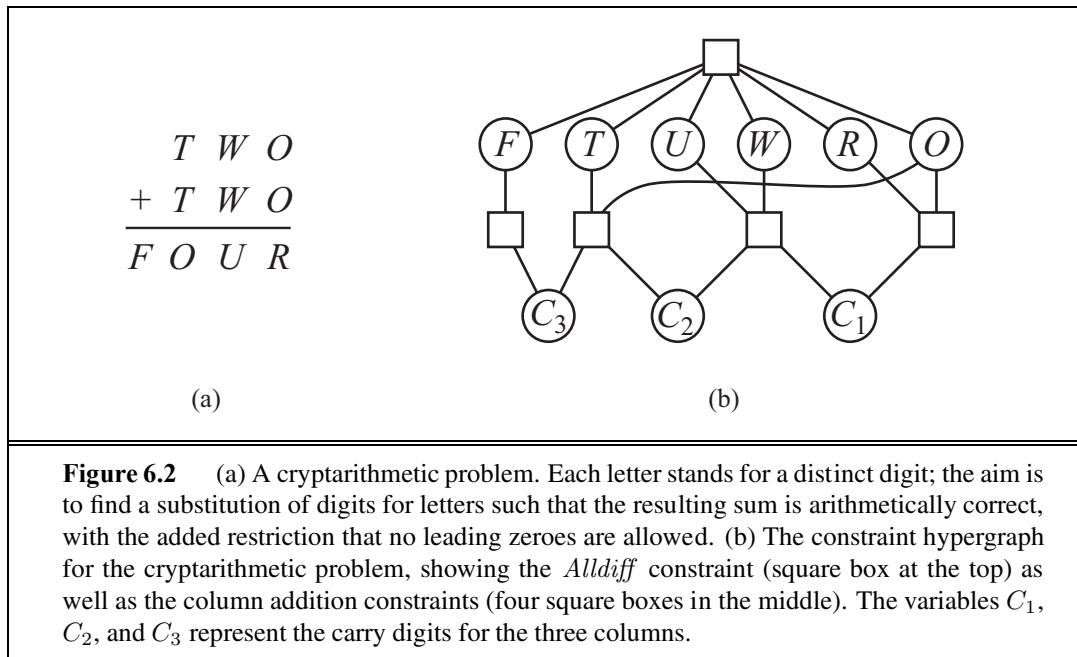 T W O
+ T W O
F O U R
(a)
F T U W R O
C₃ C₂ C₁
(b)
Figure 6.2 (a) A cryptarithmetic problem. Each letter stands for a distinct digit; the aim is
to find a substitution of digits for letters such that the resulting sum is arithmetically correct,
with the added restriction that no leading zeroes are allowed. (b) The constraint hypergraph
for the cryptarithmetic problem, showing the Alldiff constraint (square box at the top) as
well as the column addition constraints (four square boxes in the middle). The variables C₁,
C₂, and C₃ represent the carry digits for the three columns.